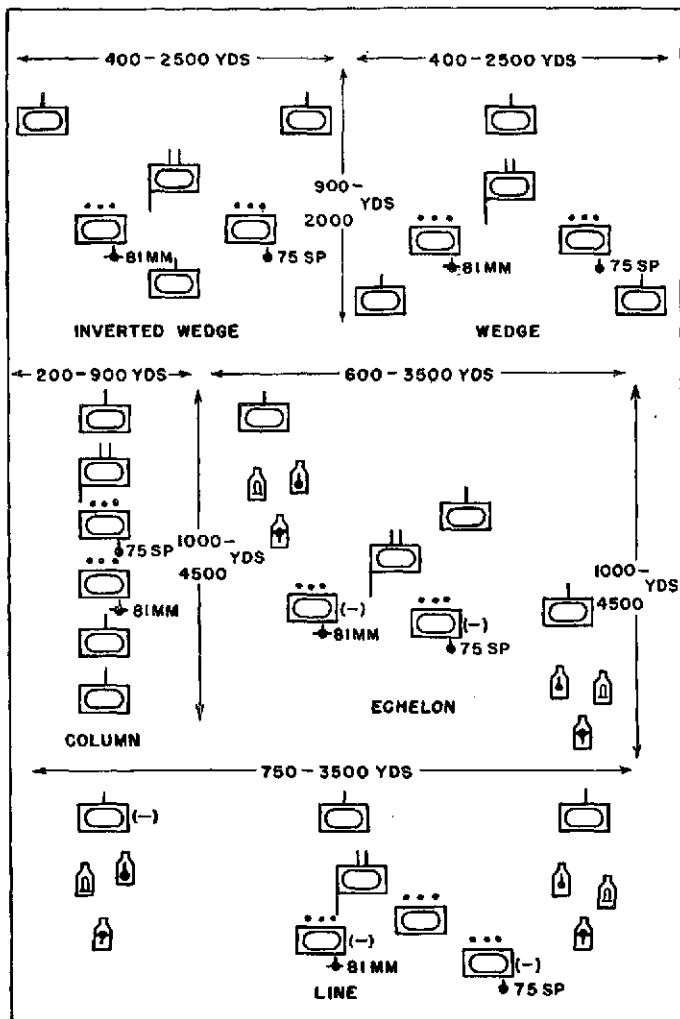 400-2500 YDS
400-2500 YDS
900-
YDS
2000
81MM
75 SP
81MM
75 SP
INVERTED WEDGE
WEDGE
200-900 YDS
600-3500 YDS
1000-
YDS
4500
75 SP
81MM
(-)
81MM
(-)
75 SP
1000-
YDS
4500
ECHELON
COLUMN
750-3500 YDS
(-)
(-)
81MM
(-)
75 SP
LINE